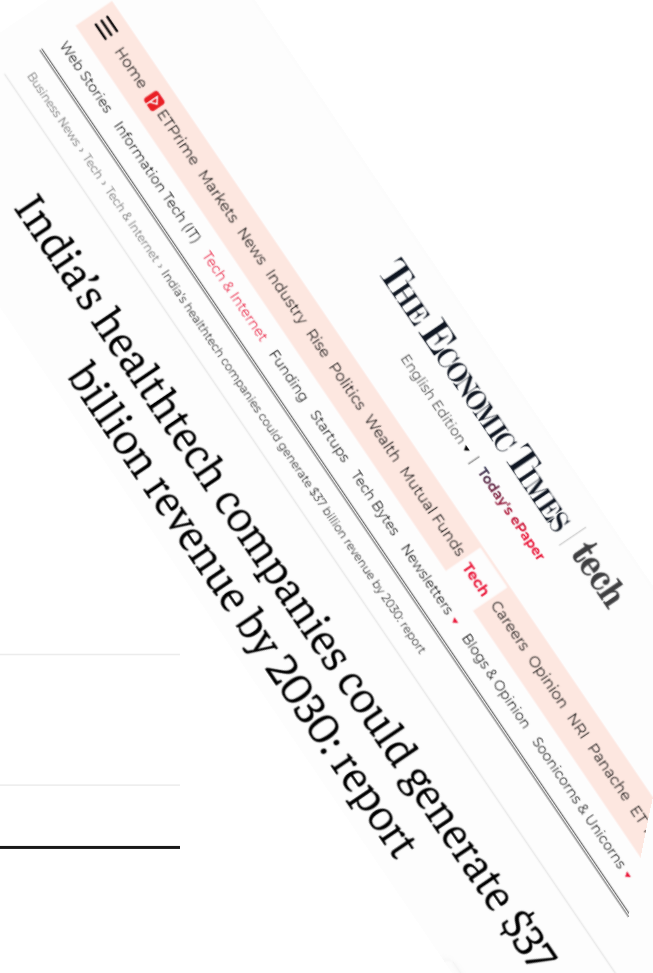 THE ECONOMIC TIMES | tech
English Edition ▾ | Today's ePaper
Home ETPrime Markets News Industry Rise Politics Wealth Mutual Funds Tech Careers Opinion NRI Panache ET
Web Stories Information Tech (IT) Tech & Internet Funding Startups Tech Bytes Newsletters ▾ Blogs & Opinion Soonicorns & Unicorns ▾
Business News › Tech › Tech & Internet › India's healthtech companies could generate $37 billion revenue by 2030: report
India's healthtech companies could generate $37
billion revenue by 2030: report